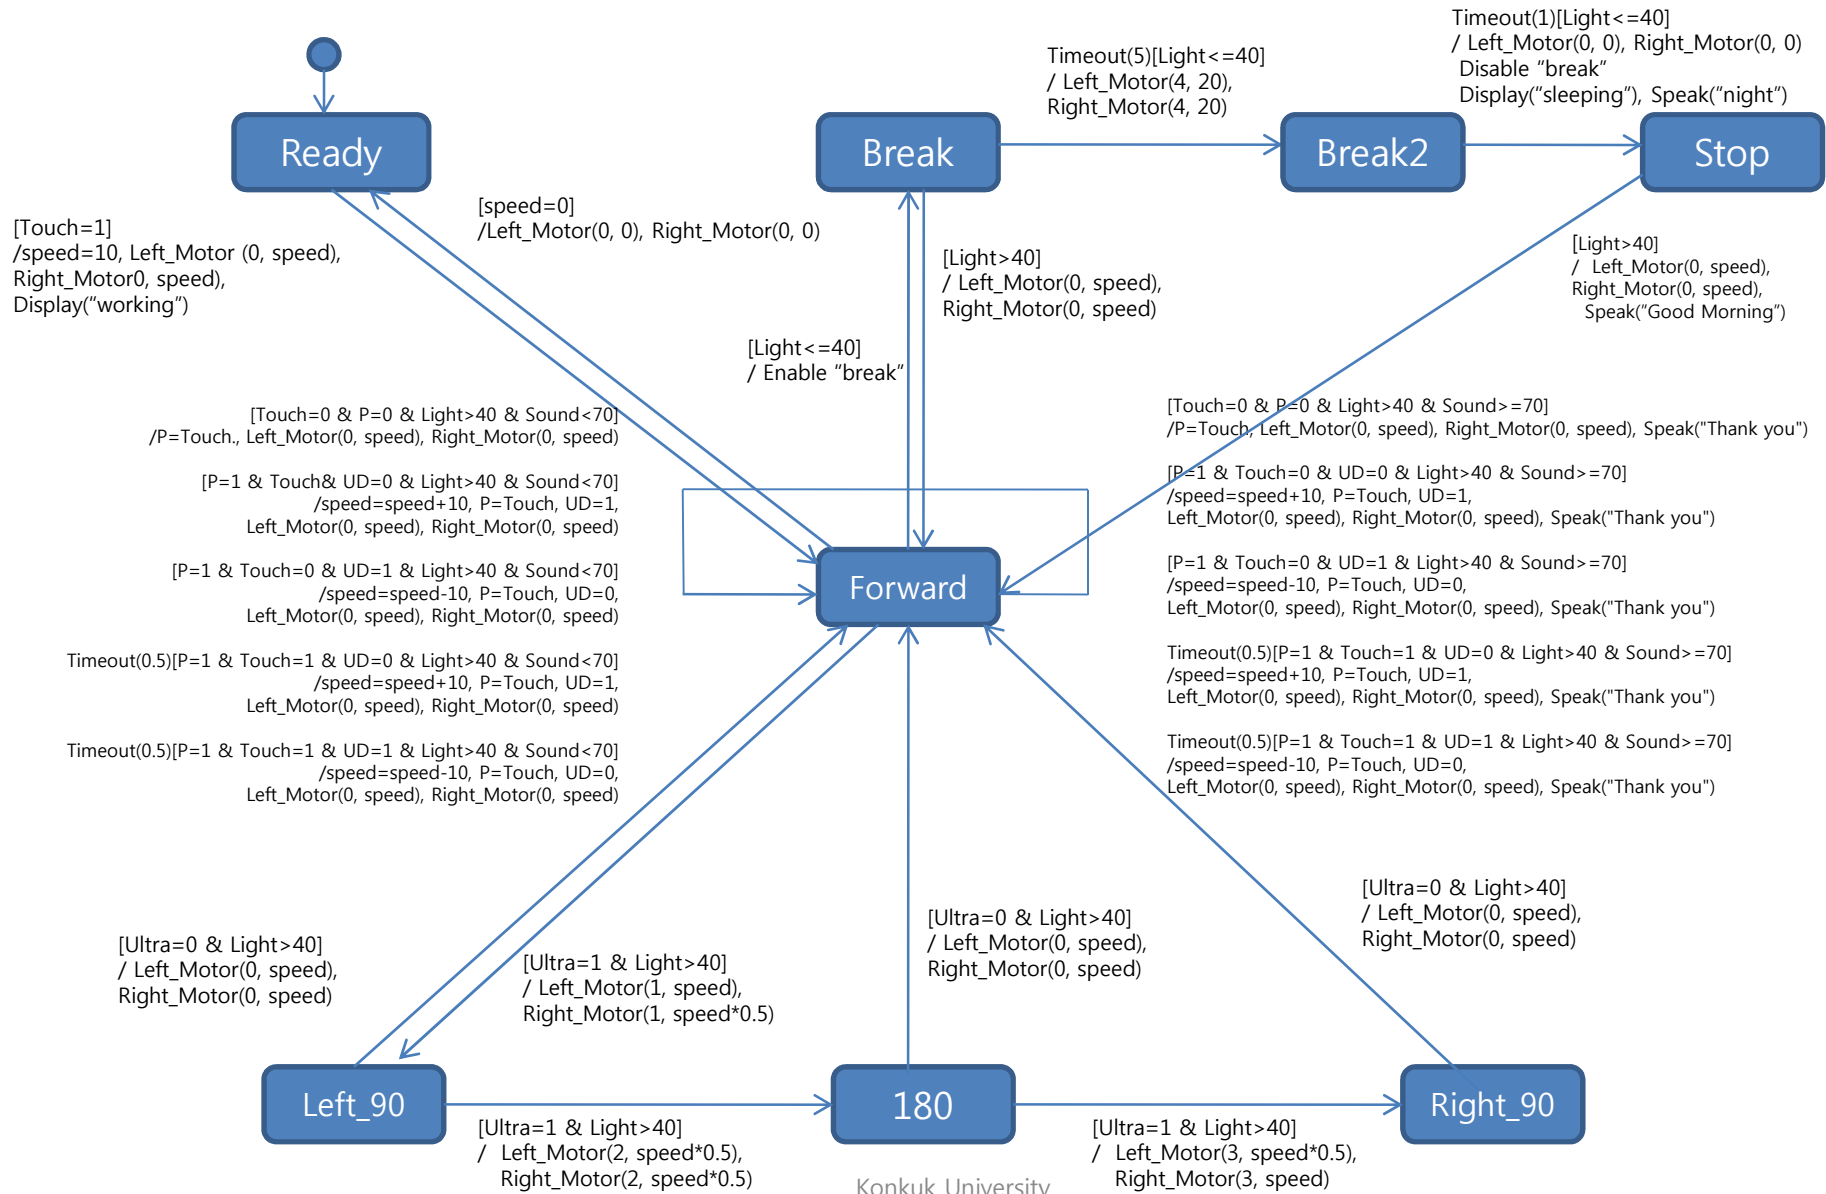 Timeout(1)[Light<=40]
/ Left_Motor(0, 0), Right_Motor(0, 0)
Disable "break"
Display("sleeping"), Speak("night")
Timeout(5)[Light<=40]
/ Left_Motor(4, 20),
Right_Motor(4, 20)
Ready
Break
Break2
Stop
[Touch=1]
/speed=10, Left_Motor (0, speed),
Right_Motor0, speed),
Display("working")
[speed=0]
/Left_Motor(0, 0), Right_Motor(0, 0)
[Light>40]
/ Left_Motor(0, speed),
Right_Motor(0, speed)
[Light>40]
/ Left_Motor(0, speed),
Right_Motor(0, speed),
Speak("Good Morning")
[Light<=40]
/ Enable "break"
[Touch=0 & P=0 & Light>40 & Sound<70]
/P=Touch., Left_Motor(0, speed), Right_Motor(0, speed)
[P=1 & Touch& UD=0 & Light>40 & Sound<70]
/speed=speed+10, P=Touch, UD=1,
Left_Motor(0, speed), Right_Motor(0, speed)
[P=1 & Touch=0 & UD=1 & Light>40 & Sound<70]
/speed=speed-10, P=Touch, UD=0,
Left_Motor(0, speed), Right_Motor(0, speed)
Timeout(0.5)[P=1 & Touch=1 & UD=0 & Light>40 & Sound<70]
/speed=speed+10, P=Touch, UD=1,
Left_Motor(0, speed), Right_Motor(0, speed)
Timeout(0.5)[P=1 & Touch=1 & UD=1 & Light>40 & Sound<70]
/speed=speed-10, P=Touch, UD=0,
Left_Motor(0, speed), Right_Motor(0, speed)
[Touch=0 & P=0 & Light>40 & Sound>=70]
/P=Touch, Left_Motor(0, speed), Right_Motor(0, speed), Speak("Thank you")
[P=1 & Touch=0 & UD=0 & Light>40 & Sound>=70]
/speed=speed+10, P=Touch, UD=1,
Left_Motor(0, speed), Right_Motor(0, speed), Speak("Thank you")
[P=1 & Touch=0 & UD=1 & Light>40 & Sound>=70]
/speed=speed-10, P=Touch, UD=0,
Left_Motor(0, speed), Right_Motor(0, speed), Speak("Thank you")
Timeout(0.5)[P=1 & Touch=1 & UD=0 & Light>40 & Sound>=70]
/speed=speed+10, P=Touch, UD=1,
Left_Motor(0, speed), Right_Motor(0, speed), Speak("Thank you")
Timeout(0.5)[P=1 & Touch=1 & UD=1 & Light>40 & Sound>=70]
/speed=speed-10, P=Touch, UD=0,
Left_Motor(0, speed), Right_Motor(0, speed), Speak("Thank you")
Forward
[Ultra=0 & Light>40]
/ Left_Motor(0, speed),
Right_Motor(0, speed)
[Ultra=1 & Light>40]
/ Left_Motor(1, speed),
Right_Motor(1, speed*0.5)
[Ultra=0 & Light>40]
/ Left_Motor(0, speed),
Right_Motor(0, speed)
[Ultra=0 & Light>40]
/ Left_Motor(0, speed),
Right_Motor(0, speed)
Left_90
180
Right_90
[Ultra=1 & Light>40]
/ Left_Motor(2, speed*0.5),
Right_Motor(2, speed*0.5)
[Ultra=1 & Light>40]
/ Left_Motor(3, speed*0.5),
Right_Motor(3, speed)
Konkuk University